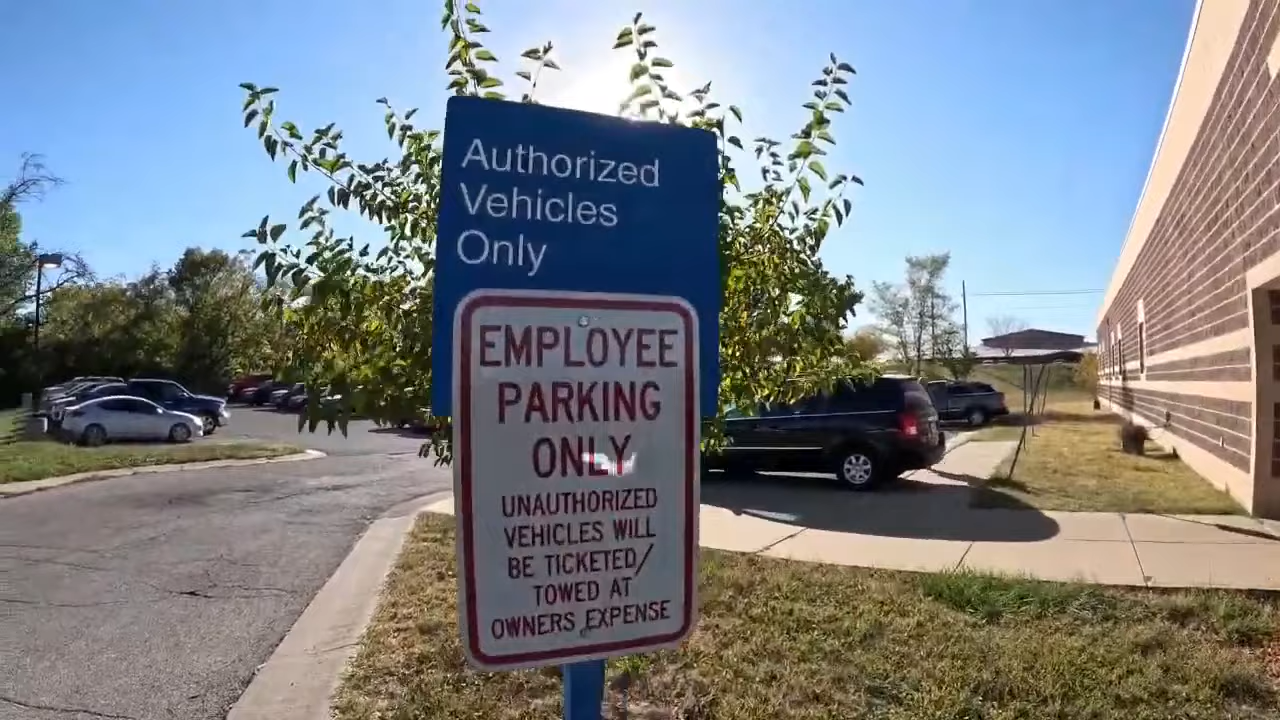 Authorized
Vehicles
Only
EMPLOYEE
PARKING
ONLY
UNAUTHORIZED
VEHICLES WILL
BE TICKETED/
TOWED AT
OWNERS EXPENSE